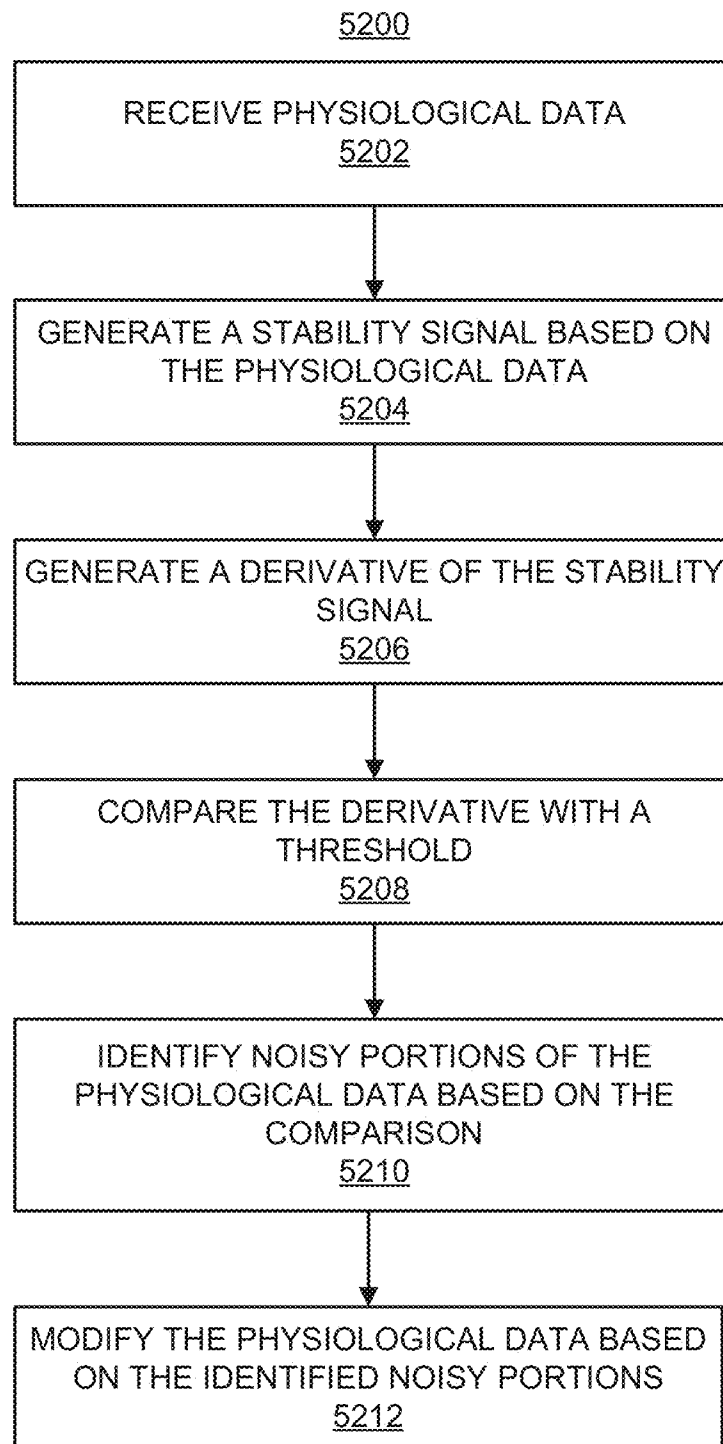 5200
RECEIVE PHYSIOLOGICAL DATA
5202
GENERATE A STABILITY SIGNAL BASED ON
THE PHYSIOLOGICAL DATA
5204
GENERATE A DERIVATIVE OF THE STABILITY
SIGNAL
5206
COMPARE THE DERIVATIVE WITH A
THRESHOLD
5208
IDENTIFY NOISY PORTIONS OF THE
PHYSIOLOGICAL DATA BASED ON THE
COMPARISON
5210
MODIFY THE PHYSIOLOGICAL DATA BASED
ON THE IDENTIFIED NOISY PORTIONS
5212